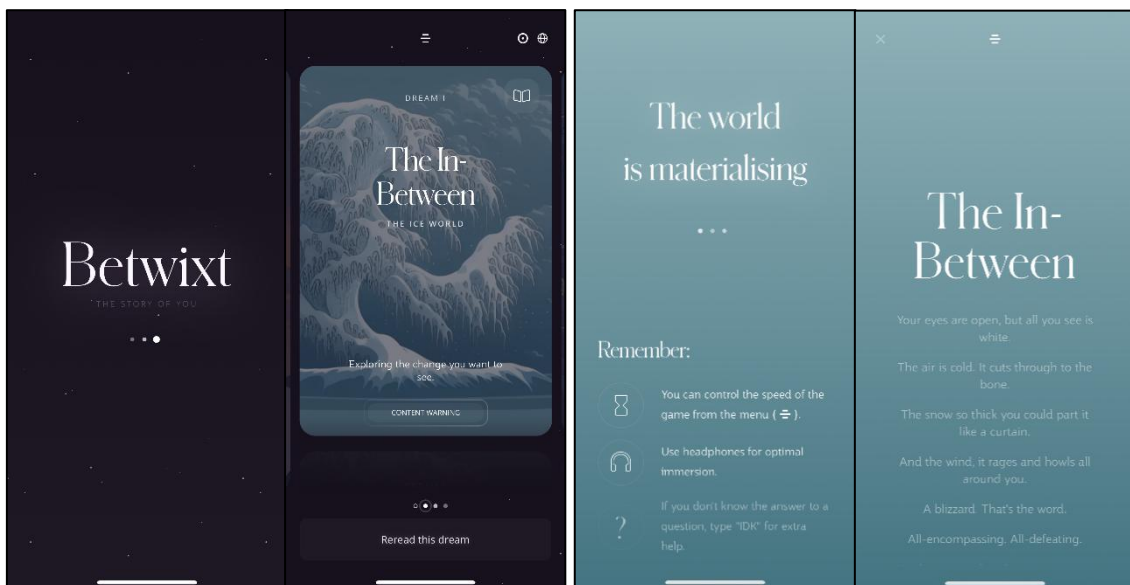 Betwixt
THE STORY OF YOU
DREAM I
The In-
Between
THE ICE WORLD
Exploring the change you want to
see.
CONTENT WARNING
Reread this dream
The world
is materialising
Remember:
You can control the speed of the
game from the menu ( ).
Use headphones for optimal
immersion.
If you don't know the answer to a
question, type "IDK" for extra
help.
?
The In-
Between
Your eyes are open, but all you see is
white.
The air is cold. It cuts through to the
bone.
The snow so thick you could part it
like a curtain.
And the wind, it rages and howls all
around you.
A blizzard. That's the word.
All-encompassing. All-defeating.